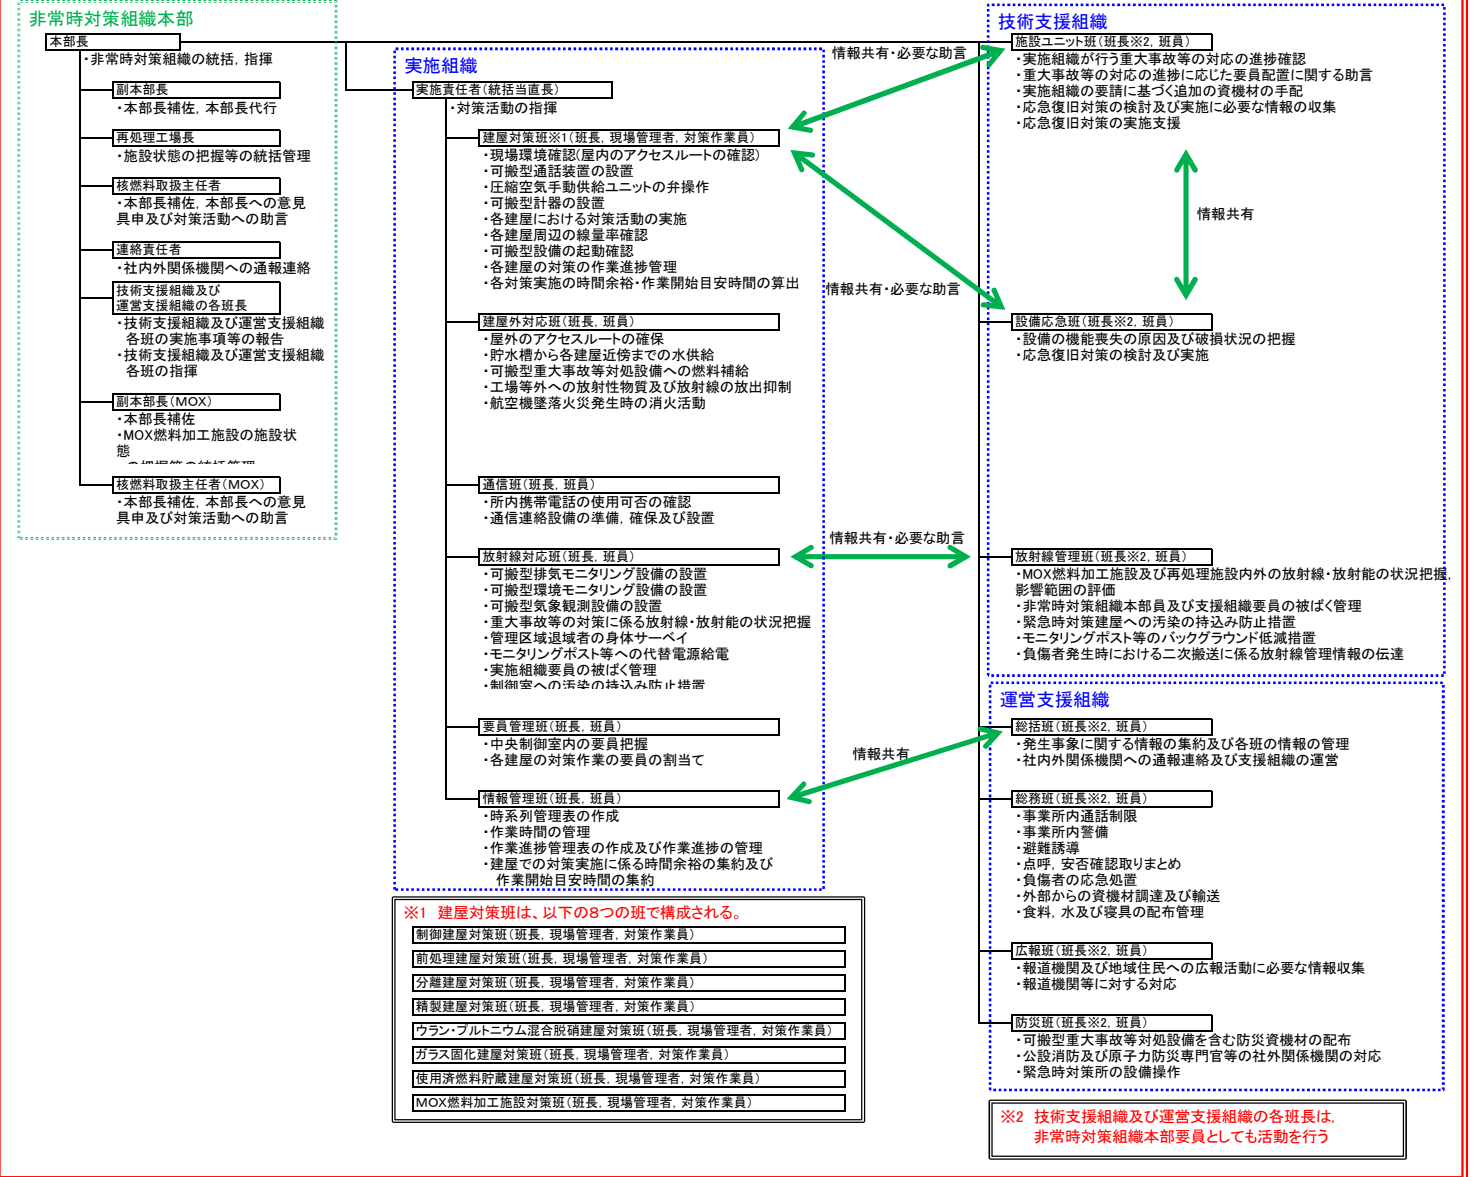 非常時対策組織本部
本部長
・非常時対策組織の統括，指揮
副本部長
・本部長補佐，本部長代行
再処理工場長
・施設状態の把握等の統括管理
核燃料取扱主任者
・本部長補佐，本部長への意見
具申及び対策活動への助言
連絡責任者
・社内外関係機関への通報連絡
技術支援組織及び
運営支援組織の各班長
・技術支援組織及び運営支援組織
各班の実施事項等の報告
・技術支援組織及び運営支援組織
各班の指揮
副本部長（MOX）
・本部長補佐
・MOX燃料加工施設の施設状
態
の把握等の統括管理
核燃料取扱主任者（MOX）
・本部長補佐，本部長への意見
具申及び対策活動への助言
実施組織
実施責任者（統括当直長）
・対策活動の指揮
建屋対策班※1（班長，現場管理者，対策作業員）
・現場環境確認（屋内のアクセスルートの確認）
・可搬型通話装置の設置
・圧縮空気手動供給ユニットの弁操作
・可搬型計器の設置
・各建屋における対策活動の実施
・各建屋周辺の線量率確認
・可搬型設備の起動確認
・各建屋の対策の作業進捗管理
・各対策実施の時間余裕・作業開始目安時間の算出
建屋外対応班（班長，班員）
・屋外のアクセスルートの確保
・貯水槽から各建屋近傍までの水供給
・可搬型重大事故等対処設備への燃料補給
・工場等外への放射性物質及び放射線の放出抑制
・航空機墜落火災発生時の消火活動
通信班（班長，班員）
・所内携帯電話の使用可否の確認
・通信連絡設備の準備，確保及び設置
放射線対応班（班長，班員）
・可搬型排気モニタリング設備の設置
・可搬型環境モニタリング設備の設置
・可搬型気象観測設備の設置
・重大事故等の対策に係る放射線・放射能の状況把握
・管理区域退域者の身体サーベイ
・モニタリングポスト等への代替電源給電
・実施組織要員の被ばく管理
・制御室への汚染の持込み防止措置
要員管理班（班長，班員）
・中央制御室内の要員把握
・各建屋の対策作業の要員の割当て
情報管理班（班長，班員）
・時系列管理表の作成
・作業時間の管理
・作業進捗管理表の作成及び作業進捗の管理
・建屋での対策実施に係る時間余裕の集約及び
作業開始目安時間の集約
※1 建屋対策班は、以下の8つの班で構成される。
制御建屋対策班（班長，現場管理者，対策作業員）
前処理建屋対策班（班長，現場管理者，対策作業員）
分離建屋対策班（班長，現場管理者，対策作業員）
精製建屋対策班（班長，現場管理者，対策作業員）
ウラン・プルトニウム混合脱硝建屋対策班（班長，現場管理者，対策作業員）
ガラス固化建屋対策班（班長，現場管理者，対策作業員）
使用済燃料貯蔵建屋対策班（班長，現場管理者，対策作業員）
MOX燃料加工施設対策班（班長，現場管理者，対策作業員）
情報共有・必要な助言
情報共有・必要な助言
情報共有・必要な助言
情報共有
技術支援組織
施設ユニット班（班長※2，班員）
・実施組織が行う重大事故等の対応の進捗確認
・重大事故等の対応の進捗に応じた要員配置に関する助言
・実施組織の要請に基づく追加の資機材の手配
・応急復旧対策の検討及び実施に必要な情報の収集
・応急復旧対策の実施支援
情報共有
設備応急班（班長※2，班員）
・設備の機能喪失の原因及び破損状況の把握
・応急復旧対策の検討及び実施
放射線管理班（班長※2，班員）
・MOX燃料加工施設及び再処理施設内外の放射線・放射能の状況把握，
影響範囲の評価
・非常時対策組織本部員及び支援組織要員の被ばく管理
・緊急時対策建屋への汚染の持込み防止措置
・モニタリングポスト等のバックグラウンド低減措置
・負傷者発生時における二次搬送に係る放射線管理情報の伝達
運営支援組織
総括班（班長※2，班員）
・発生事象に関する情報の集約及び各班の情報の管理
・社内外関係機関への通報連絡及び支援組織の運営
総務班（班長※2，班員）
・事業所内通話制限
・事業所内警備
・避難誘導
・点呼，安否確認取りまとめ
・負傷者の応急処置
・外部からの資機材調達及び輸送
・食料，水及び寝具の配布管理
広報班（班長※2，班員）
・報道機関及び地域住民への広報活動に必要な情報収集
・報道機関等に対する対応
防災班（班長※2，班員）
・可搬型重大事故等対処設備を含む防災資機材の配布
・公設消防及び原子力防災専門官等の社外関係機関の対応
・緊急時対策所の設備操作
※2 技術支援組織及び運営支援組織の各班長は，
非常時対策組織本部要員としても活動を行う